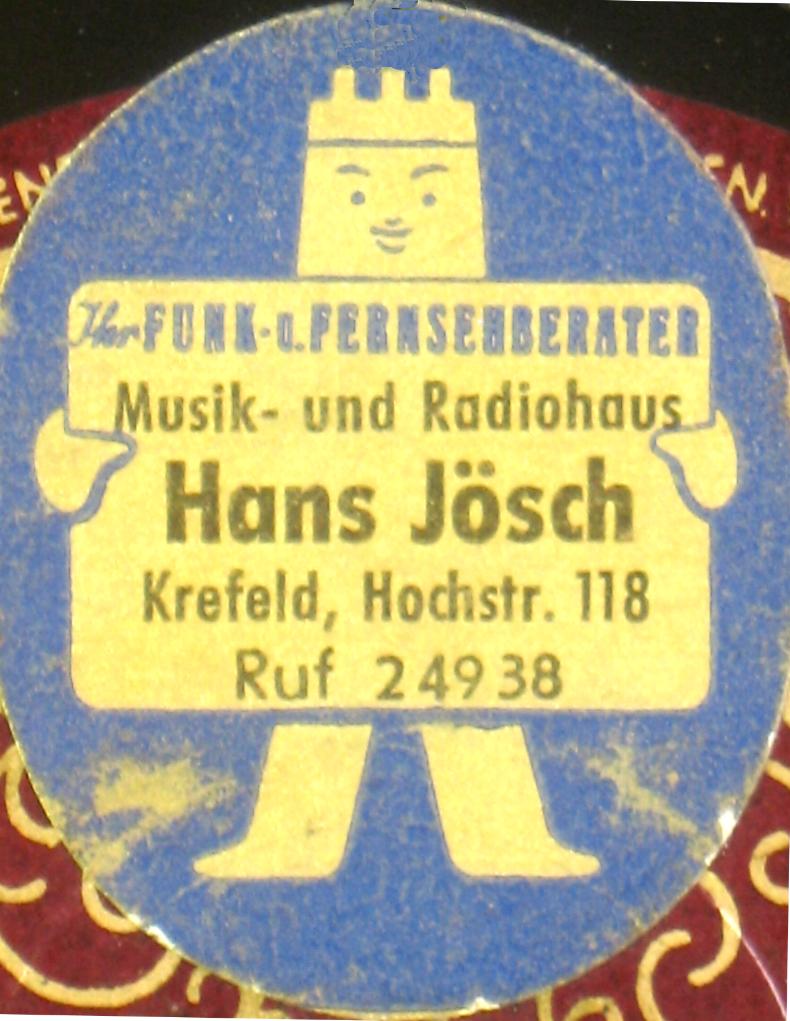 Ihr FUNK- u. FERNSEHBERATER
Musik- und Radiohaus
Hans Jösch
Krefeld, Hochstr. 118
Ruf 24938